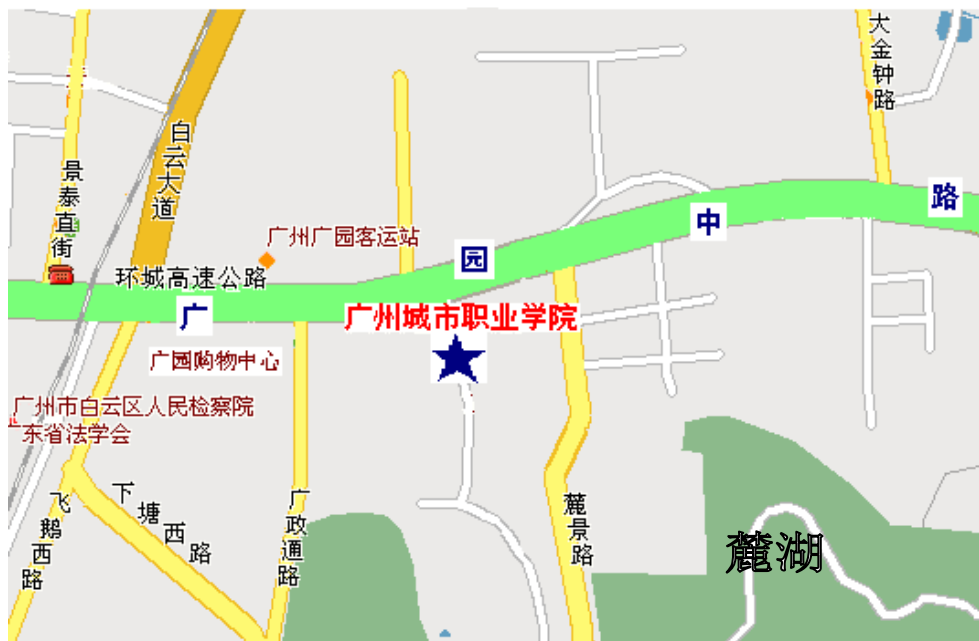 大金钟路
白云大道
景泰直街
广州广园客运站
环城高速公路
广园中路
广州城市职业学院
广园购物中心
广州市白云区人民检察院
东省法学会
飞鹅西路
下塘西路
广政通路
麓景路
麓湖